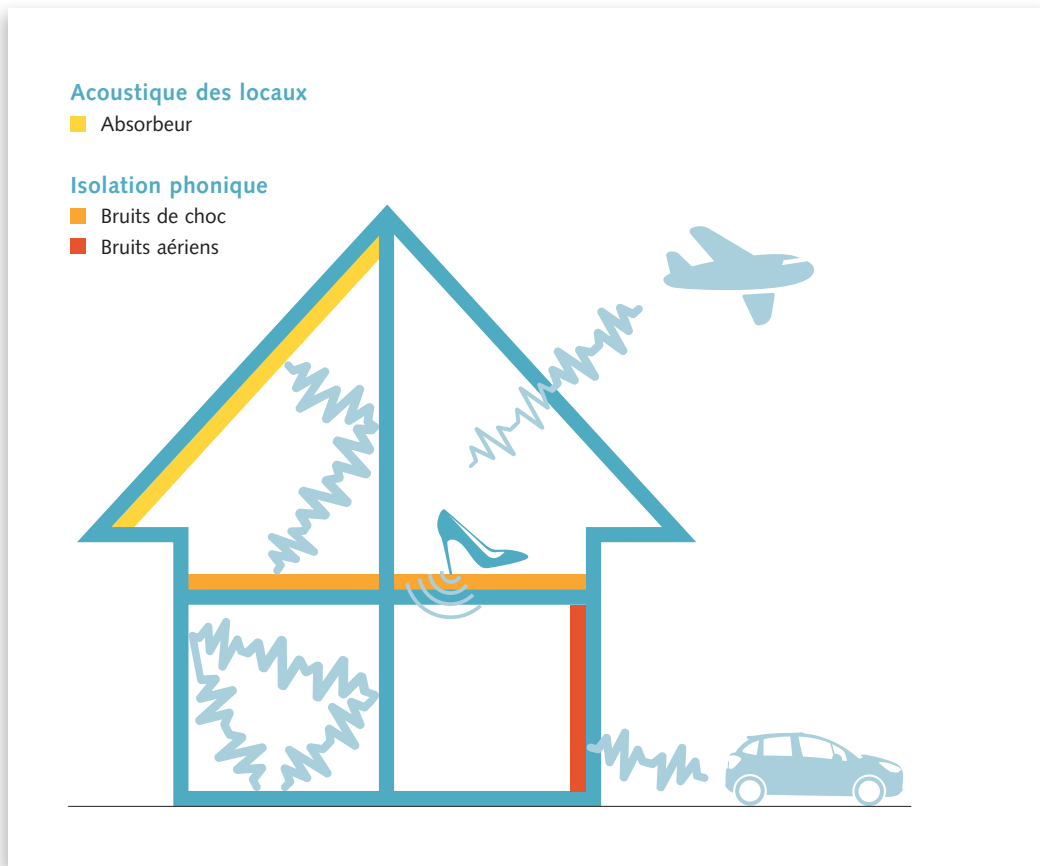 Acoustique des locaux
Absorbeur
Isolation phonique
Bruits de choc
Bruits aériens